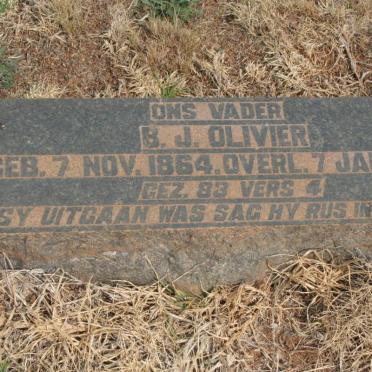 ONS VADER
B. J. OLIVIER
GEB. 7 NOV. 1864. OVERL. 7 JA
GEZ. 83 VERS 4
SY UITGAAN WAS SAG HY RUS IN